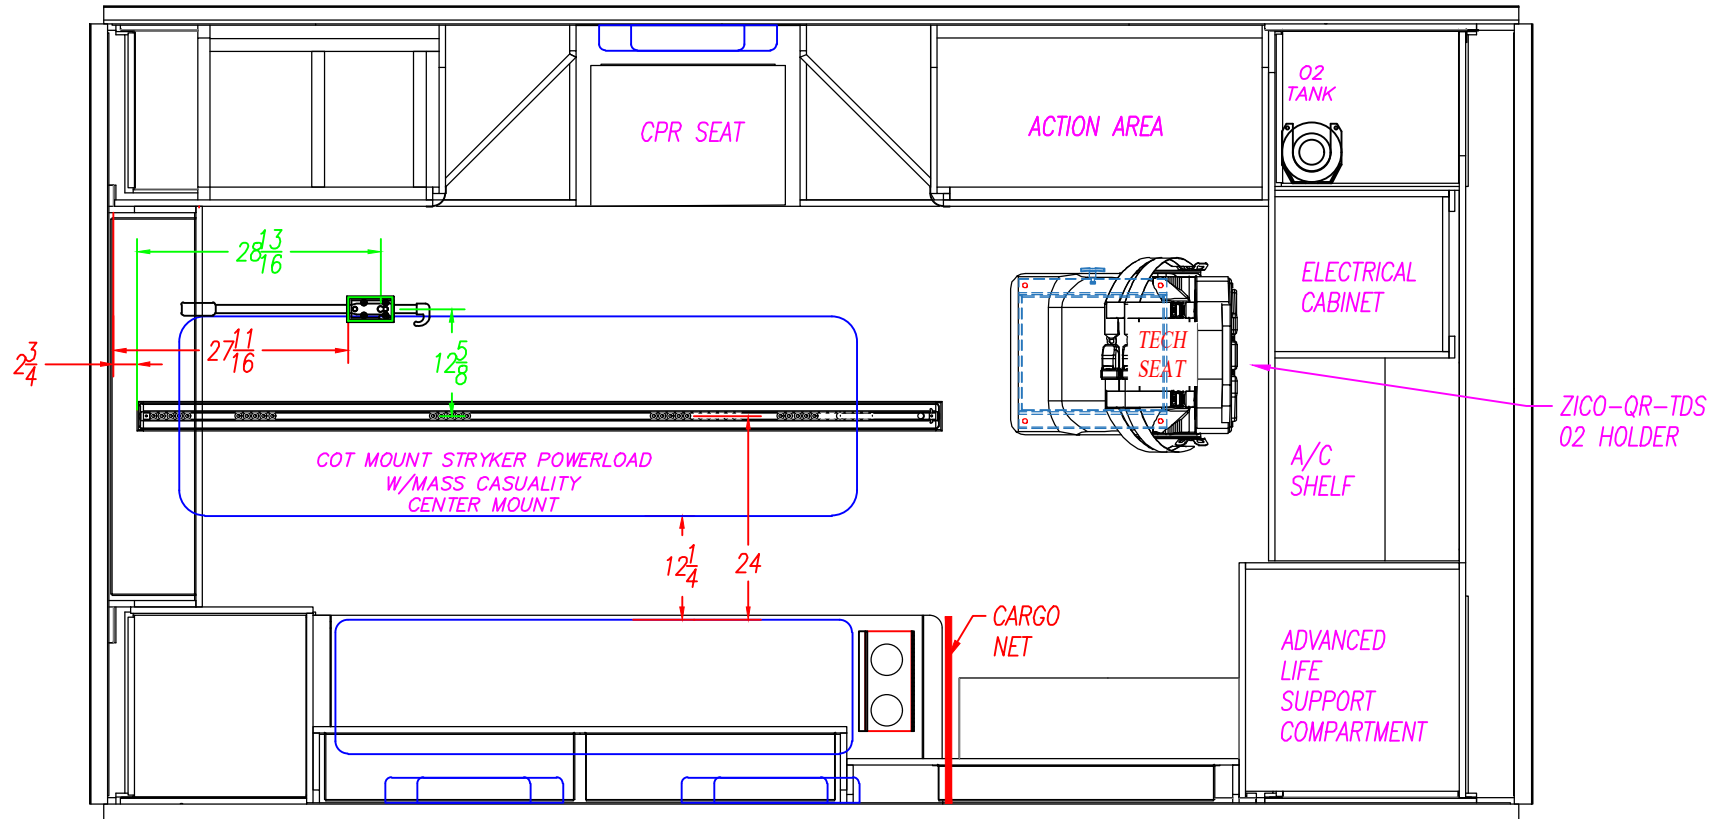 O2
TANK
CPR SEAT
ACTION AREA
28 13/16
ELECTRICAL
CABINET
27 11/16
2 3/4
12 5/8
TECH
SEAT
ZICO-QR-TDS
02 HOLDER
COT MOUNT STRYKER POWERLOAD
W/MASS CASUALITY
CENTER MOUNT
A/C
SHELF
12 1/4
24
CARGO
NET
ADVANCED
LIFE
SUPPORT
COMPARTMENT